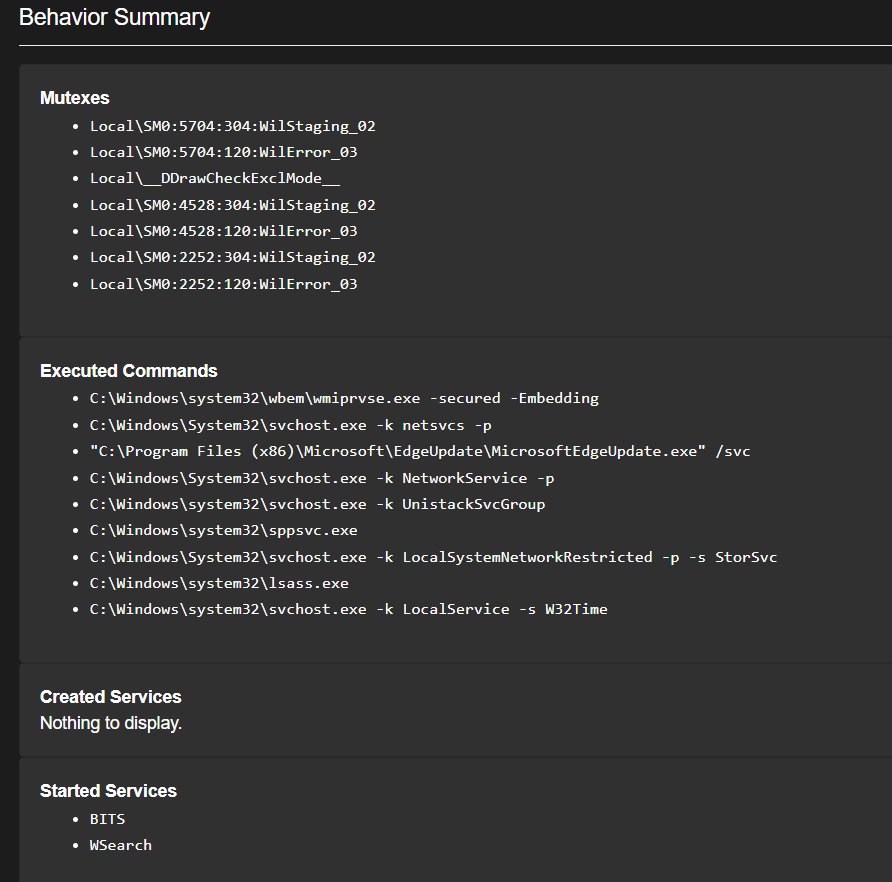 Behavior Summary
Mutexes
Local\SM0:5704:304:WilStaging_02
Local\SM0:5704:120:WilError_03
Local\__DDrawCheckExclMode__
Local\SM0:4528:304:WilStaging_02
Local\SM0:4528:120:WilError_03
Local\SM0:2252:304:WilStaging_02
Local\SM0:2252:120:WilError_03
Executed Commands
C:\Windows\system32\wbem\wmiprvse.exe -secured -Embedding
C:\Windows\System32\svchost.exe -k netsvcs -p
"C:\Program Files (x86)\Microsoft\EdgeUpdate\MicrosoftEdgeUpdate.exe" /svc
C:\Windows\System32\svchost.exe -k NetworkService -p
C:\Windows\system32\svchost.exe -k UnistackSvcGroup
C:\Windows\system32\sppsvc.exe
C:\Windows\System32\svchost.exe -k LocalSystemNetworkRestricted -p -s StorSvc
C:\Windows\system32\lsass.exe
C:\Windows\system32\svchost.exe -k LocalService -s W32Time
Created Services
Nothing to display.
Started Services
BITS
WSearch